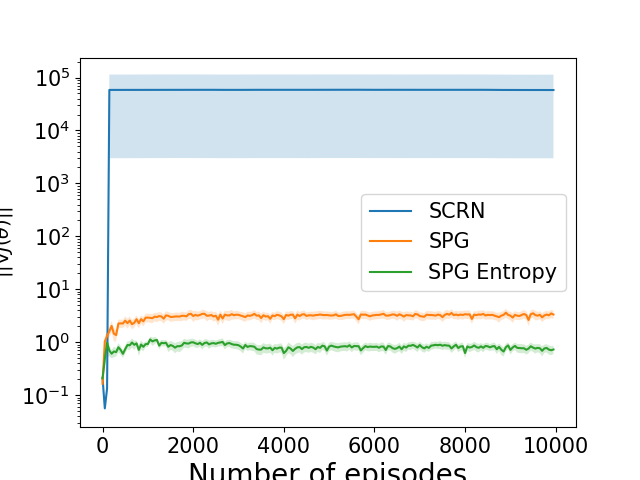 10⁵
10⁴
10³
10²
10¹
10⁰
10⁻¹
||∇J(θ)||
SCRN
SPG
SPG Entropy
0 2000 4000 6000 8000 10000
Number of episodes